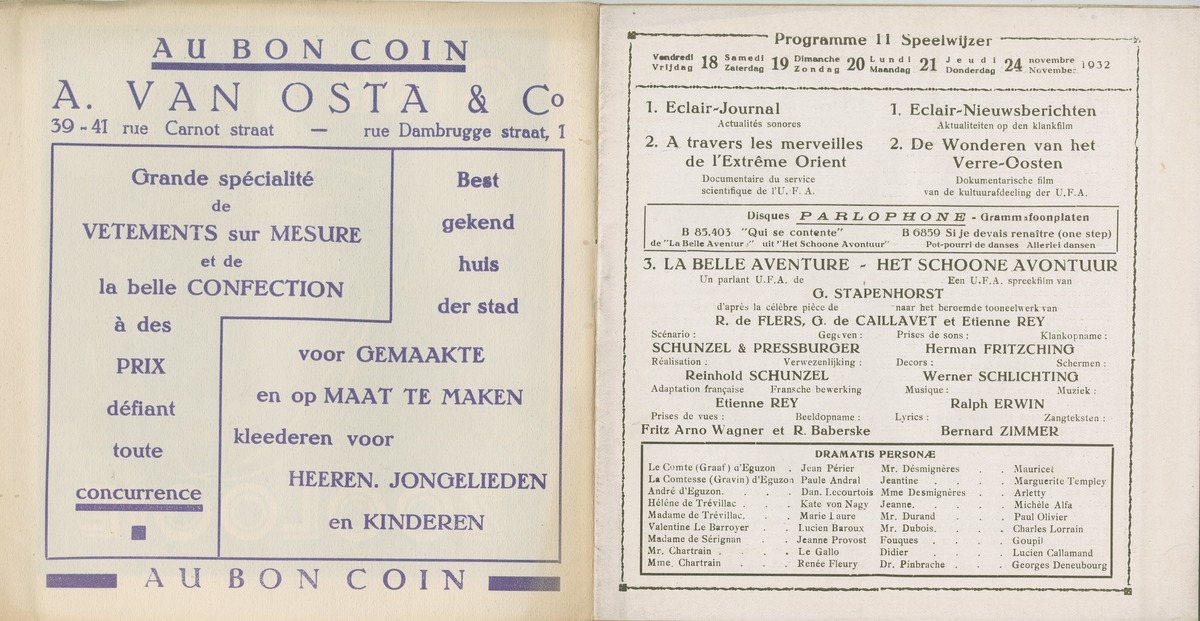 AU BON COIN
A. VAN OSTA & Co
39-41 rue Carnot straat — rue Dambrugge straat, 1
Grande spécialité
de
VETEMENTS sur MESURE
et de
la belle CONFECTION
à des
PRIX
défiant
toute
concurrence
Best
gekend
huis
der stad
voor GEMAAKTE
en op MAAT TE MAKEN
kleederen voor
HEEREN. JONGELIEDEN
en KINDEREN
AU BON COIN
Programme 11 Speelwijzer
Vendredi 18 Samedi 19 Dimanche 20 Lundi 21 Jeudi 24 novembre 1932
Vrijdag Zaterdag Zondag Maandag Donderdag November
1. Eclair-Journal
Actualités sonores
2. A travers les merveilles
de l'Extrême Orient
Documentaire du service
scientifique de l'U. F. A.
1. Eclair-Nieuwsberichten
Aktualiteiten op den klankfilm
2. De Wonderen van het
Verre-Oosten
Dokumentarische film
van de kultuurafdeeling der U.F.A.
Disques PARLOPHONE - Grammofoonplaten
B 85.403 "Qui se contente" B 6859 Si je devais renaître (one step)
de "La Belle Aventure" uit "Het Schoone Avontuur" Pot-pourri de danses Allerlei dansen
3. LA BELLE AVENTURE - HET SCHOONE AVONTUUR
Un parlant U.F.A. de Een U.F.A. spreekfilm van
G. STAPENHORST
d'après la célèbre pièce de naar het beroemde tooneelwerk van
R. de FLERS, G. de CAILLAVET et Etienne REY
Scénario : Gegeven : Prises de sons : Klankopname :
SCHUNZEL & PRESSBURGER Herman FRITZCHING
Réalisation : Verwezenlijking : Decors : Schermen :
Reinhold SCHUNZEL Werner SCHLICHTING
Adaptation française Fransche bewerking Musique : Muziek :
Etienne REY Ralph ERWIN
Prises de vues : Beeldopname : Lyrics : Zangteksten :
Fritz Arno Wagner et R. Baberske Bernard ZIMMER
DRAMATIS PERSONÆ
Le Comte (Graaf) d'Eguzon . Jean Périer Mr. Désmignères . . Mauricet
La Comtesse (Gravin) d'Eguzon Paule Andral Jeantine . . . . Marguerite Templey
André d'Eguzon. . . . Dan. Lecourtois Mme Desmignères . . Arletty
Hélène de Trévillac . . . Kate von Nagy Jeanne. . . . . Michèle Alfa
Madame de Trévillac. . . Marie Laure Mr. Durand . . . Paul Olivier
Valentine Le Barroyer . . Lucien Baroux Mr. Dubois. . . . Charles Lorrain
Madame de Sérignan . . Jeanne Provost Fouques . . . . Goupil
Mr. Chartrain . . . . Le Gallo Didier . . . . Lucien Callamand
Mme. Chartrain . . . Renée Fleury Dr. Pinbrache . . . Georges Deneubourg